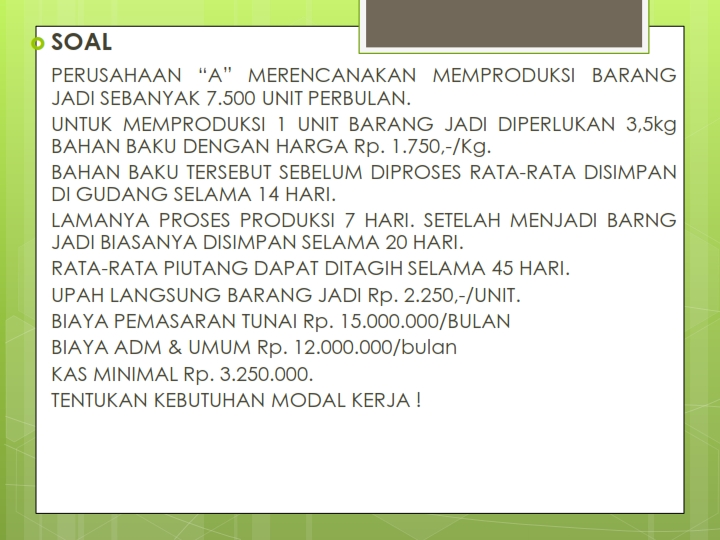 SOAL
PERUSAHAAN “A” MERENCANAKAN MEMPRODUKSI BARANG
JADI SEBANYAK 7.500 UNIT PERBULAN.
UNTUK MEMPRODUKSI 1 UNIT BARANG JADI DIPERLUKAN 3,5kg
BAHAN BAKU DENGAN HARGA Rp. 1.750,-/Kg.
BAHAN BAKU TERSEBUT SEBELUM DIPROSES RATA-RATA DISIMPAN
DI GUDANG SELAMA 14 HARI.
LAMANYA PROSES PRODUKSI 7 HARI. SETELAH MENJADI BARNG
JADI BIASANYA DISIMPAN SELAMA 20 HARI.
RATA-RATA PIUTANG DAPAT DITAGIH SELAMA 45 HARI.
UPAH LANGSUNG BARANG JADI Rp. 2.250,-/UNIT.
BIAYA PEMASARAN TUNAI Rp. 15.000.000/BULAN
BIAYA ADM & UMUM Rp. 12.000.000/bulan
KAS MINIMAL Rp. 3.250.000.
TENTUKAN KEBUTUHAN MODAL KERJA !